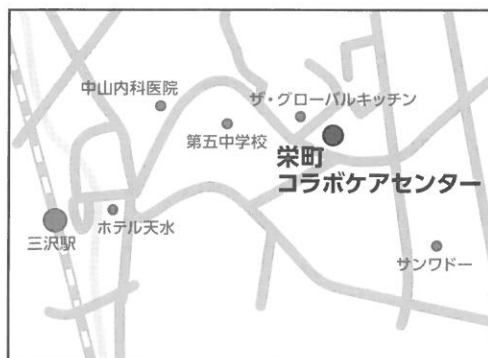 中山内科医院
ザ・グローバルキッチン
第五中学校
栄町
コラボケアセンター
ホテル天水
三沢駅
サンワドー